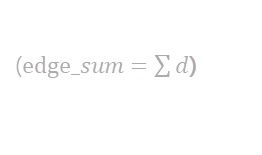 (edge_sum = ∑ d)